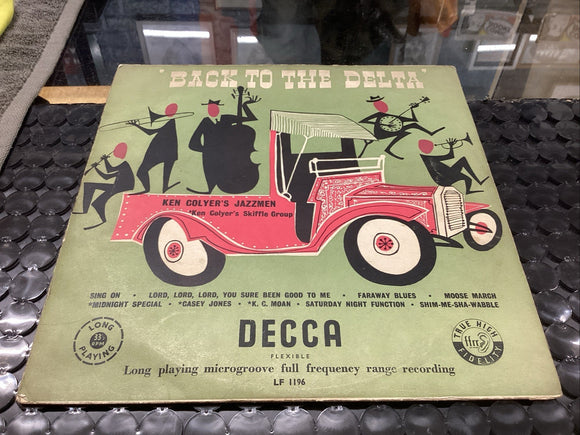 "BACK TO THE DELTA"
KEN COLYER'S JAZZMEN
*Ken Colyer's Skiffle Group
SING ON • LORD, LORD, LORD, YOU SURE BEEN GOOD TO ME • FARAWAY BLUES • MOOSE MARCH
*MIDNIGHT SPECIAL • *CASEY JONES • *K. C. MOAN • SATURDAY NIGHT FUNCTION • SHIM-ME-SHA-WABBLE
LONG
33⅓
RPM
PLAYING
DECCA
FLEXIBLE
TRUE HIGH
ffrr
FIDELITY
Long playing microgroove full frequency range recording
LF 1196